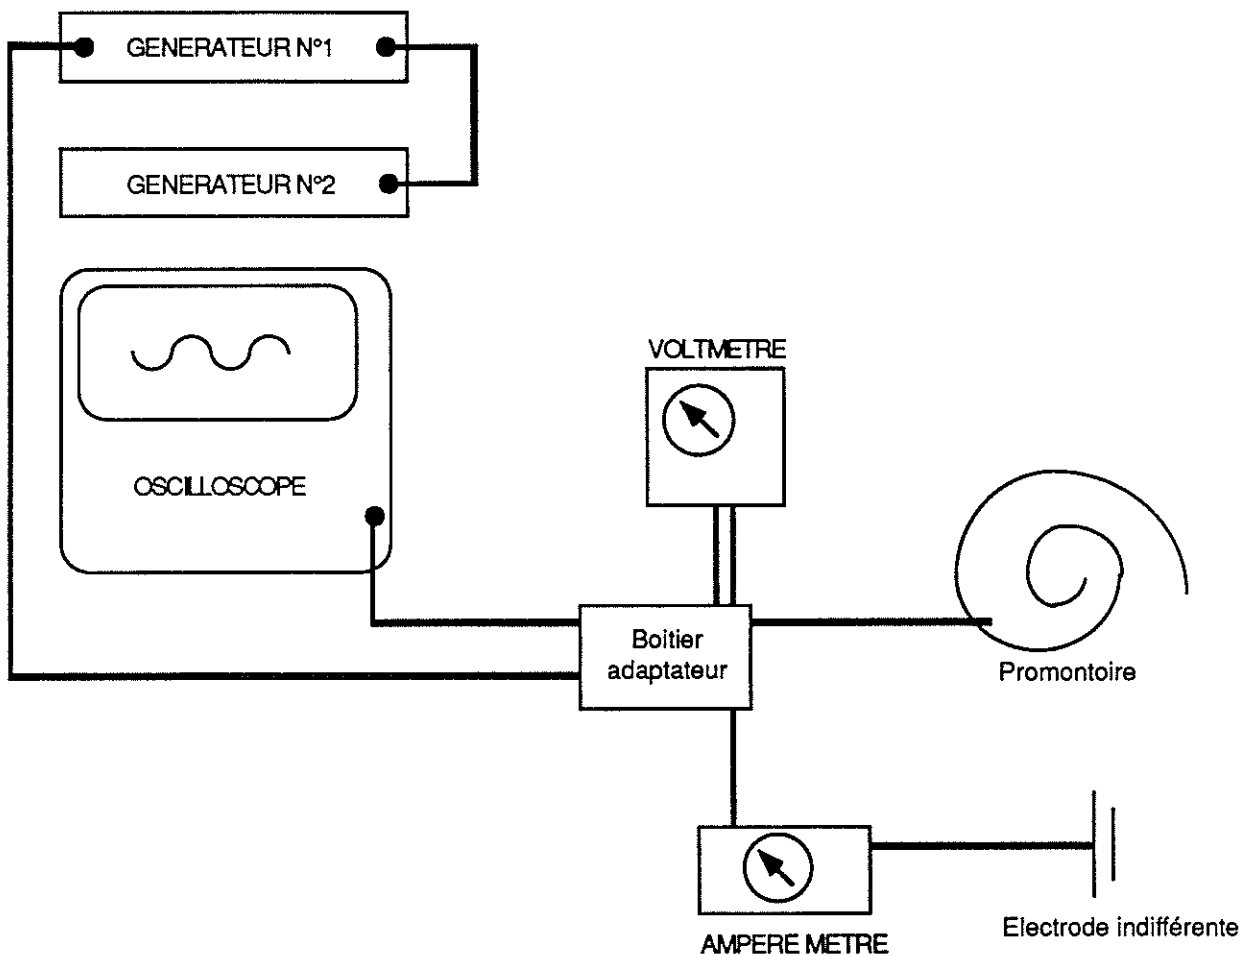 GENERATEUR N°1
GENERATEUR N°2
OSCILLOSCOPE
VOLTMETRE
Boitier
adaptateur
Promontoire
AMPERE METRE
Electrode indifférente